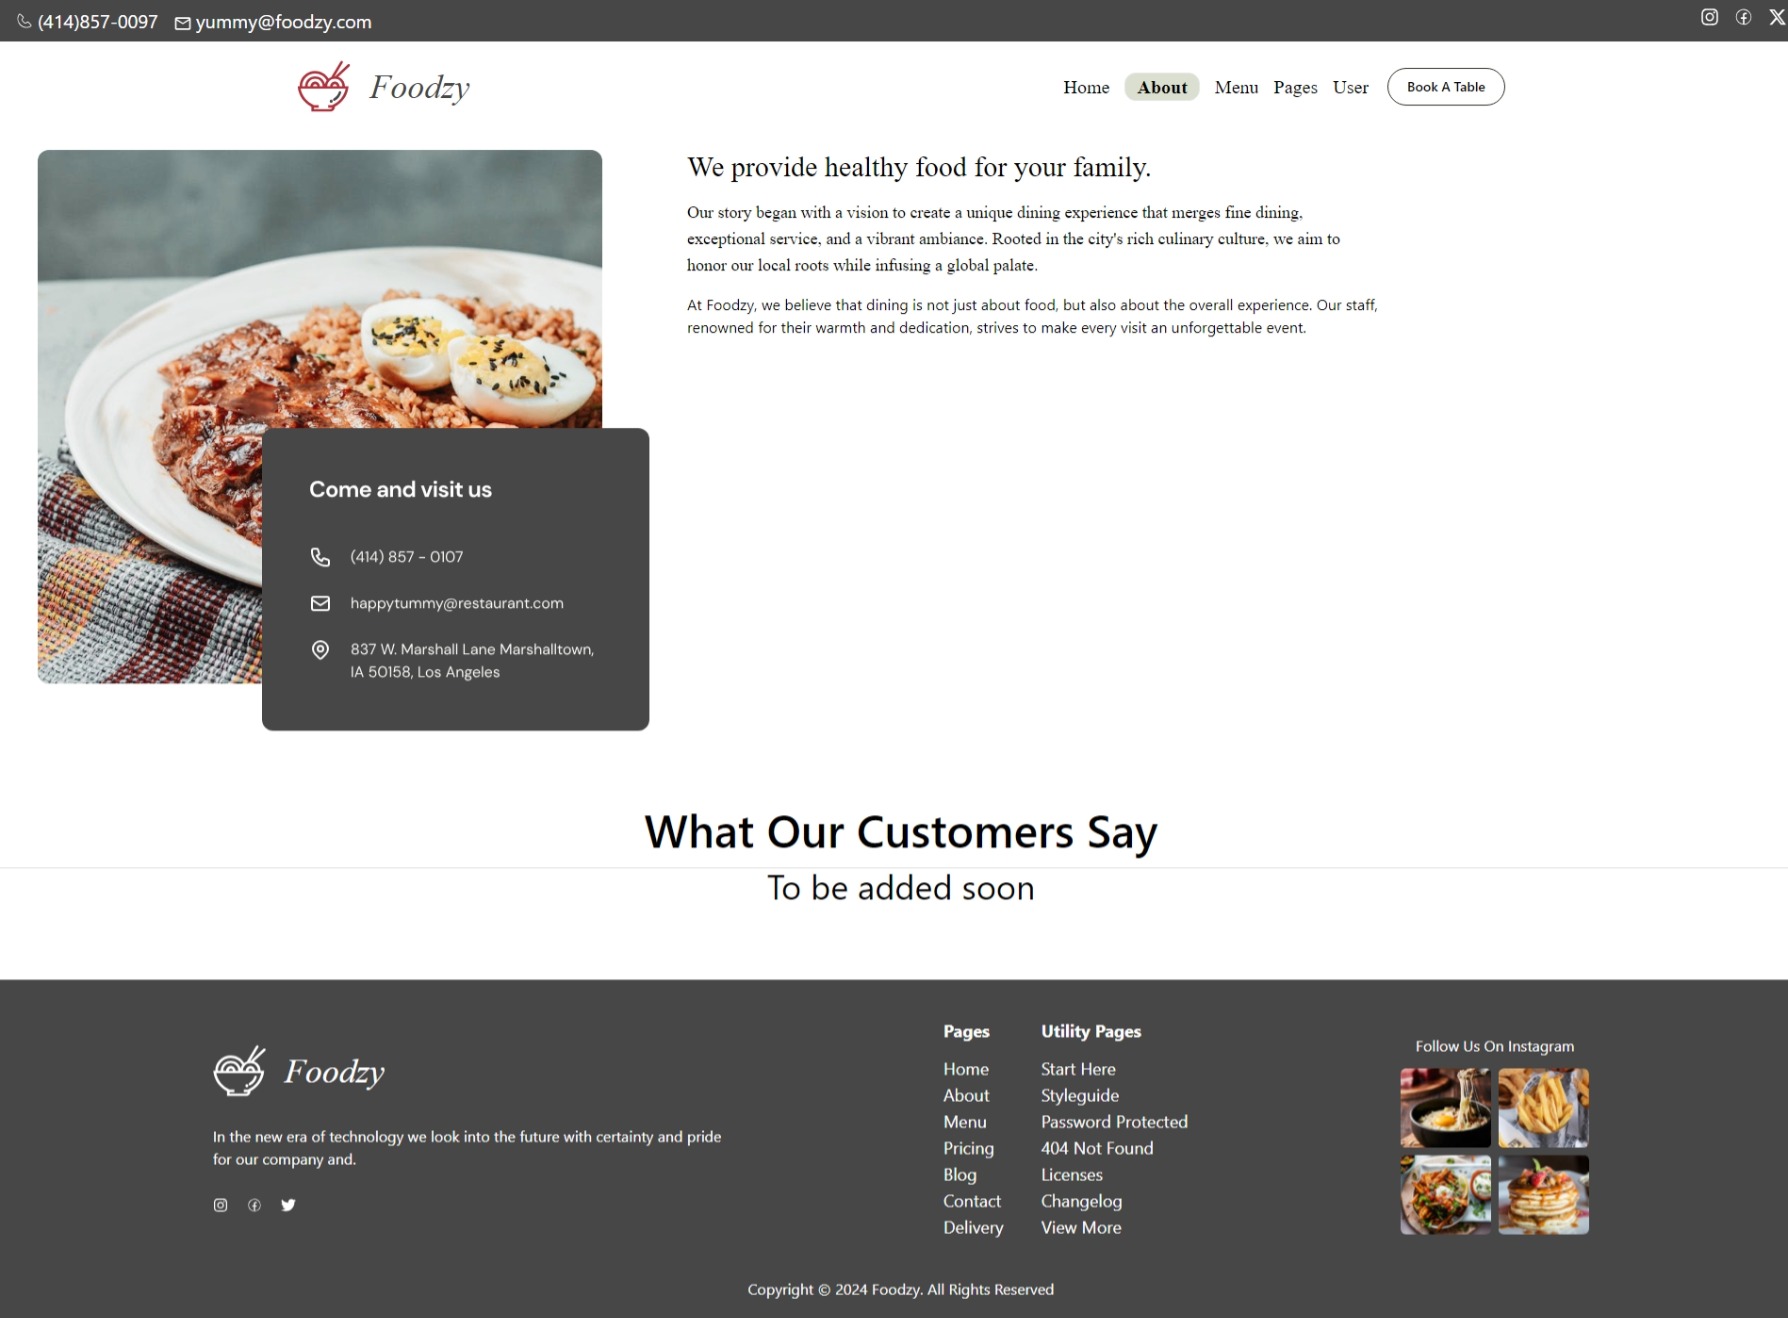 (414)857-0097 yummy@foodzy.com
Foodzy
Home About Menu Pages User Book A Table
We provide healthy food for your family.
Our story began with a vision to create a unique dining experience that merges fine dining,
exceptional service, and a vibrant ambiance. Rooted in the city's rich culinary culture, we aim to
honor our local roots while infusing a global palate.
At Foodzy, we believe that dining is not just about food, but also about the overall experience. Our staff,
renowned for their warmth and dedication, strives to make every visit an unforgettable event.
Come and visit us
(414) 857 - 0107
happytummy@restaurant.com
837 W. Marshall Lane Marshalltown,
IA 50158, Los Angeles
What Our Customers Say
To be added soon
Foodzy
In the new era of technology we look into the future with certainty and pride
for our company and.
Pages
Home
About
Menu
Pricing
Blog
Contact
Delivery
Utility Pages
Start Here
Styleguide
Password Protected
404 Not Found
Licenses
Changelog
View More
Follow Us On Instagram
Copyright © 2024 Foodzy. All Rights Reserved